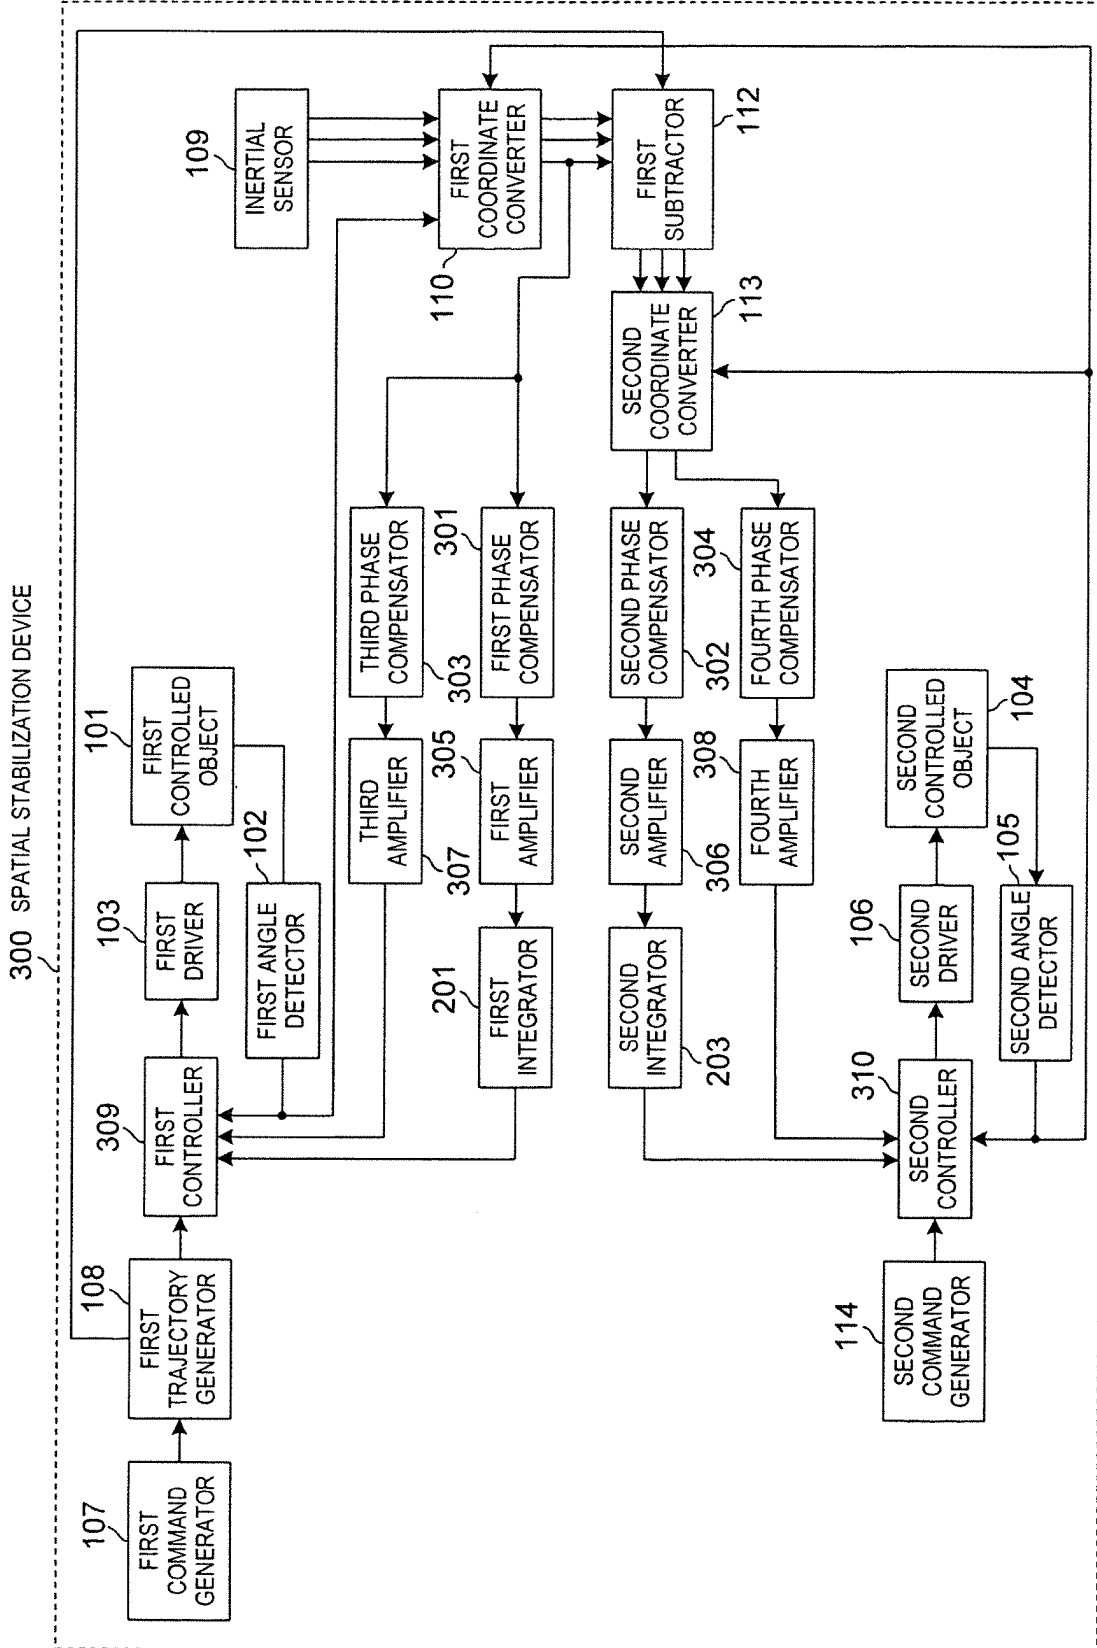 300 SPATIAL STABILIZATION DEVICE
107
FIRST
COMMAND
GENERATOR
108
FIRST
TRAJECTORY
GENERATOR
309
FIRST
CONTROLLER
103
FIRST
DRIVER
101
FIRST
CONTROLLED
OBJECT
FIRST ANGLE
DETECTOR
102
109
INERTIAL
SENSOR
THIRD
AMPLIFIER
307
THIRD PHASE
COMPENSATOR
303
201
FIRST
INTEGRATOR
305
FIRST
AMPLIFIER
301
FIRST PHASE
COMPENSATOR
FIRST
COORDINATE
CONVERTER
110
SECOND
INTEGRATOR
203
SECOND
AMPLIFIER
306
SECOND PHASE
COMPENSATOR
302
SECOND
COORDINATE
CONVERTER
113
FIRST
SUBTRACTOR
112
308
FOURTH
AMPLIFIER
304
FOURTH PHASE
COMPENSATOR
114
SECOND
COMMAND
GENERATOR
310
SECOND
CONTROLLER
106
SECOND
DRIVER
SECOND
CONTROLLED
OBJECT
104
105
SECOND ANGLE
DETECTOR